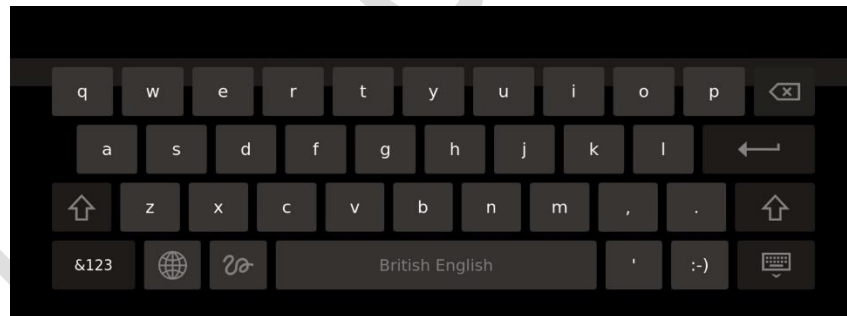 q w e r t y u i o p
a s d f g h j k l
z x c v b n m , .
&123 British English ' :-)